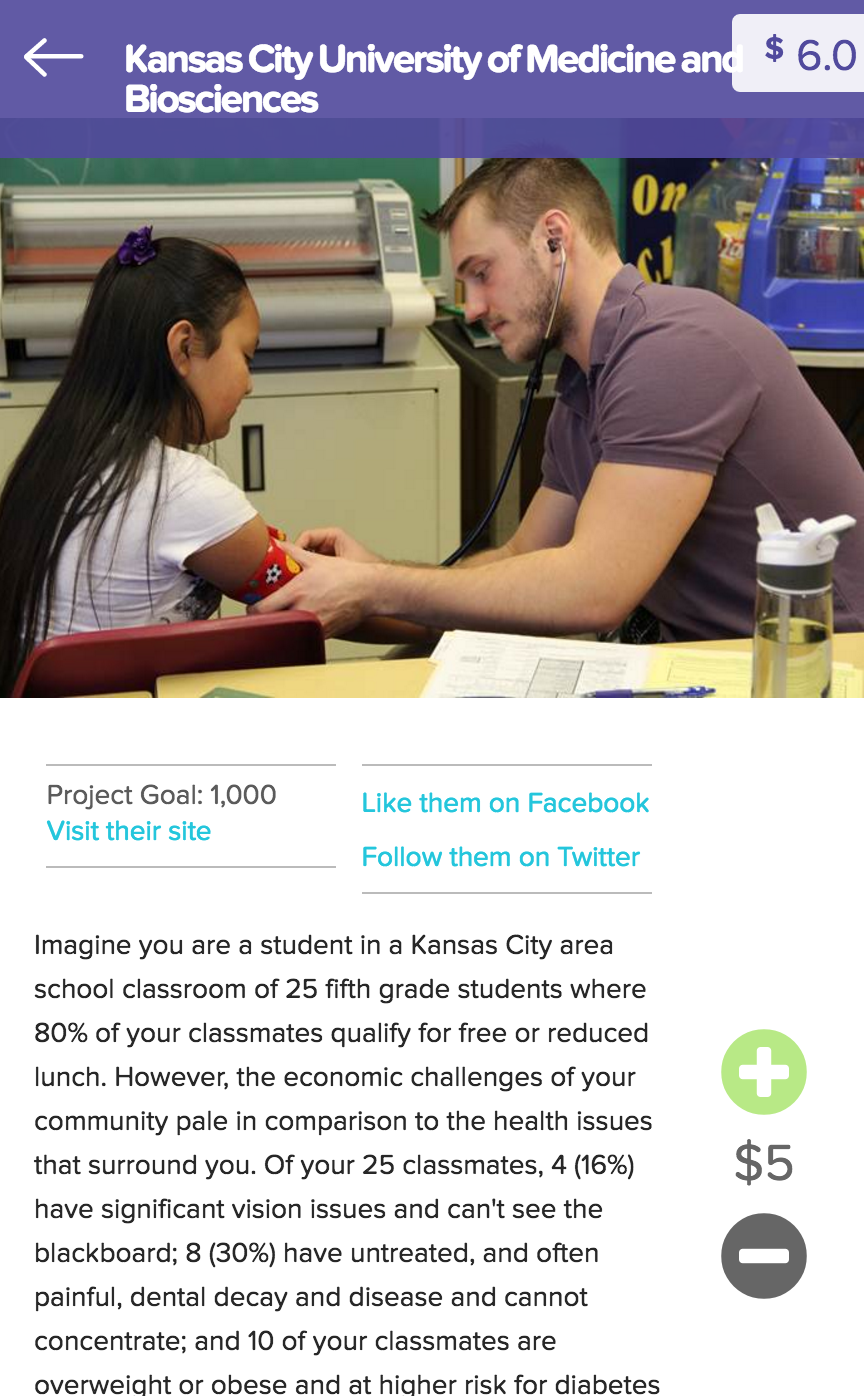 Kansas City University of Medicine and
Biosciences
$ 6.0
On
Project Goal: 1,000
Visit their site
Like them on Facebook
Follow them on Twitter
Imagine you are a student in a Kansas City area
school classroom of 25 fifth grade students where
80% of your classmates qualify for free or reduced
lunch. However, the economic challenges of your
community pale in comparison to the health issues
that surround you. Of your 25 classmates, 4 (16%)
have significant vision issues and can't see the
blackboard; 8 (30%) have untreated, and often
painful, dental decay and disease and cannot
concentrate; and 10 of your classmates are
overweight or obese and at higher risk for diabetes
$5